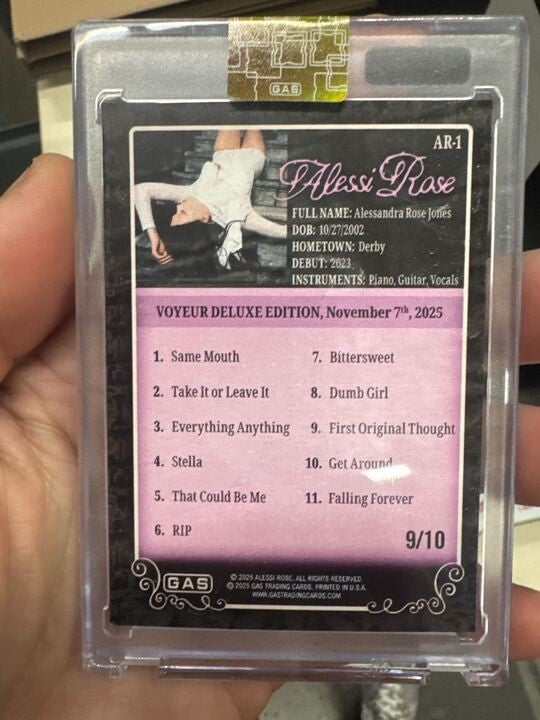 GAS
AR-1
Alessi Rose
FULL NAME: Alessandra Rose Jones
DOB: 10/27/2002
HOMETOWN: Derby
DEBUT: 2023
INSTRUMENTS: Piano, Guitar, Vocals
VOYEUR DELUXE EDITION, November 7th, 2025
1. Same Mouth
2. Take It or Leave It
3. Everything Anything
4. Stella
5. That Could Be Me
6. RIP
7. Bittersweet
8. Dumb Girl
9. First Original Thought
10. Get Around
11. Falling Forever
9/10
GAS
© 2025 ALESSI ROSE. ALL RIGHTS RESERVED.
© 2025 GAS TRADING CARDS. PRINTED IN U.S.A.
WWW.GASTRADINGCARDS.COM